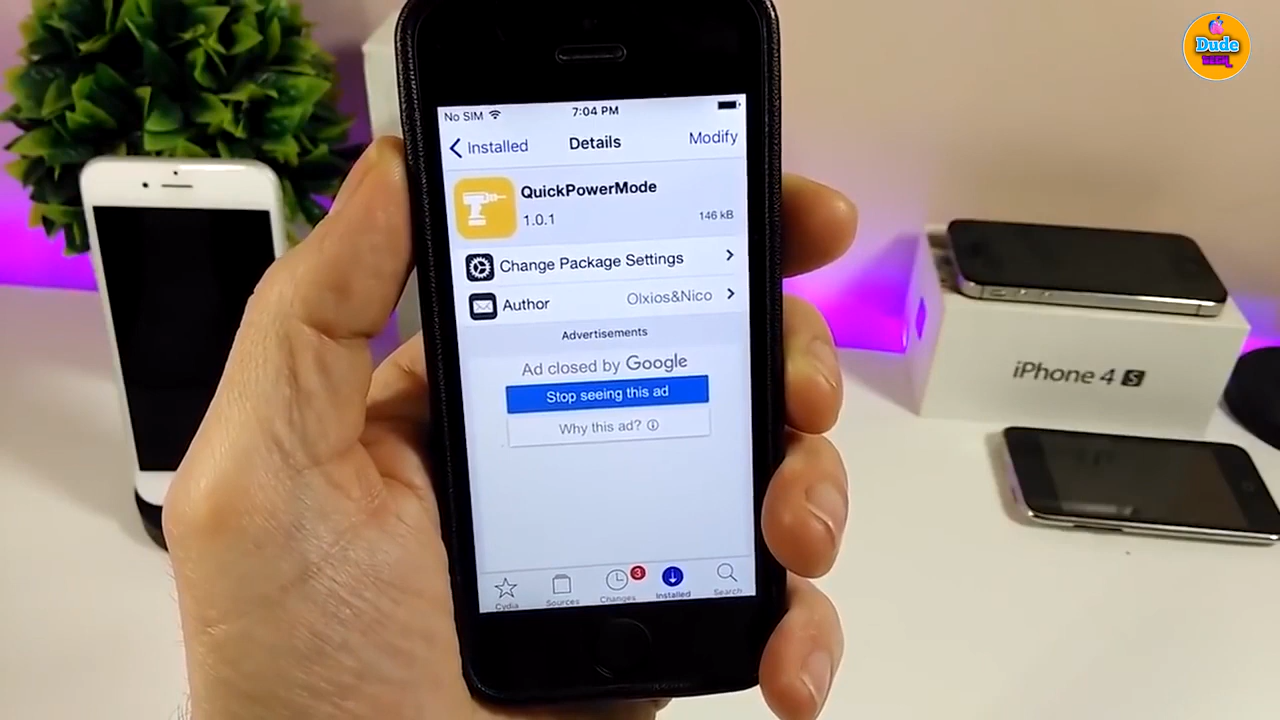 Dude
TECH
No SIM
7:04 PM
Installed
Details
Modify
QuickPowerMode
1.0.1
146 kB
Change Package Settings
Author
Olxios&Nico
Advertisements
Ad closed by Google
Stop seeing this ad
Why this ad?
3
Cydia
Sources
Changes
Installed
Search
iPhone 4S